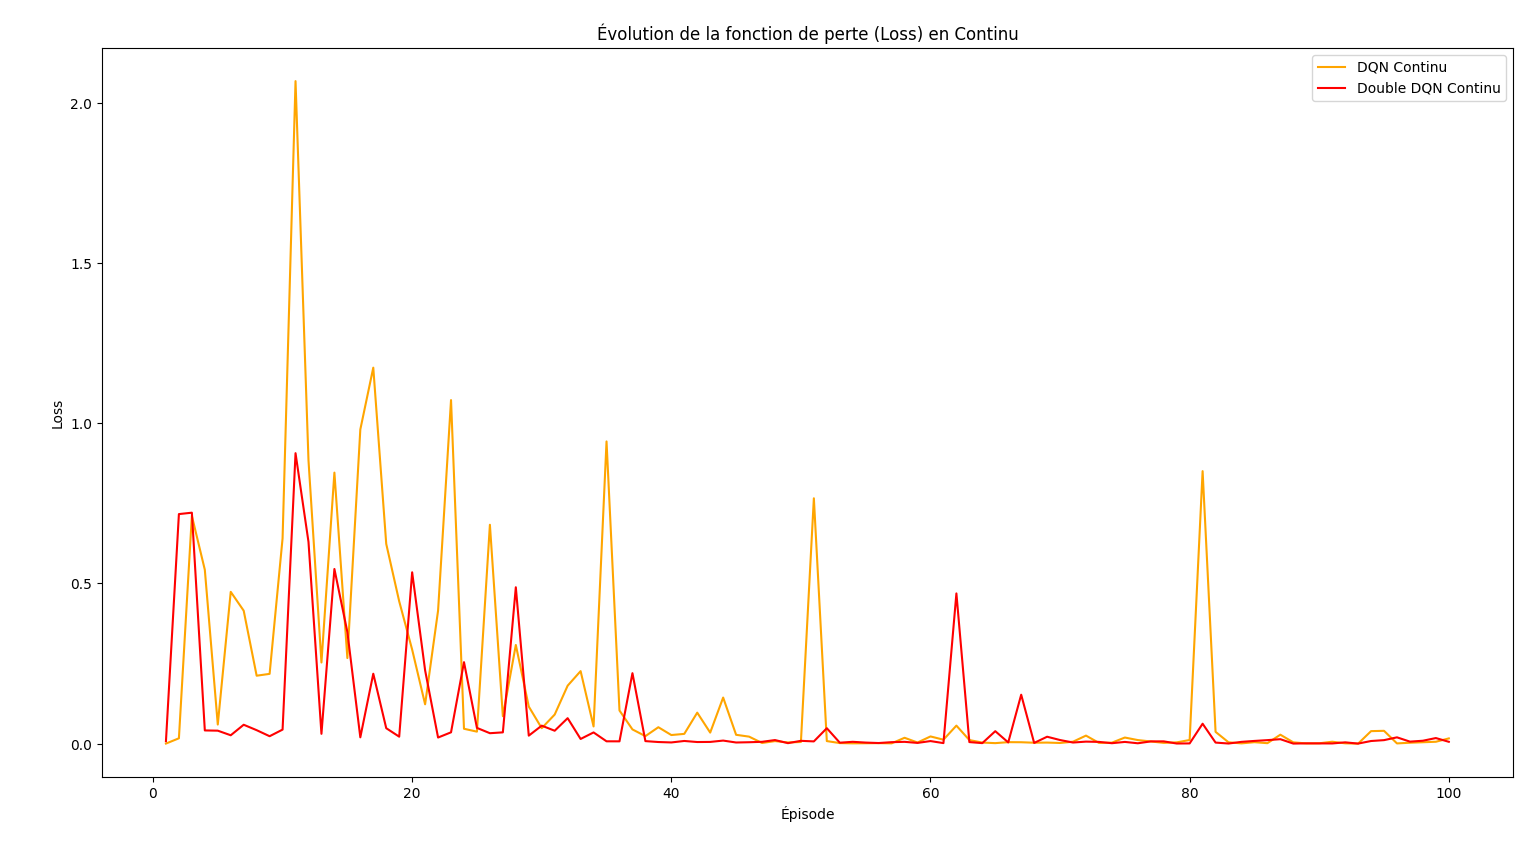 Évolution de la fonction de perte (Loss) en Continu
DQN Continu
Double DQN Continu
Loss
2.0
1.5
1.0
0.5
0.0
0
20
40
60
80
100
Épisode